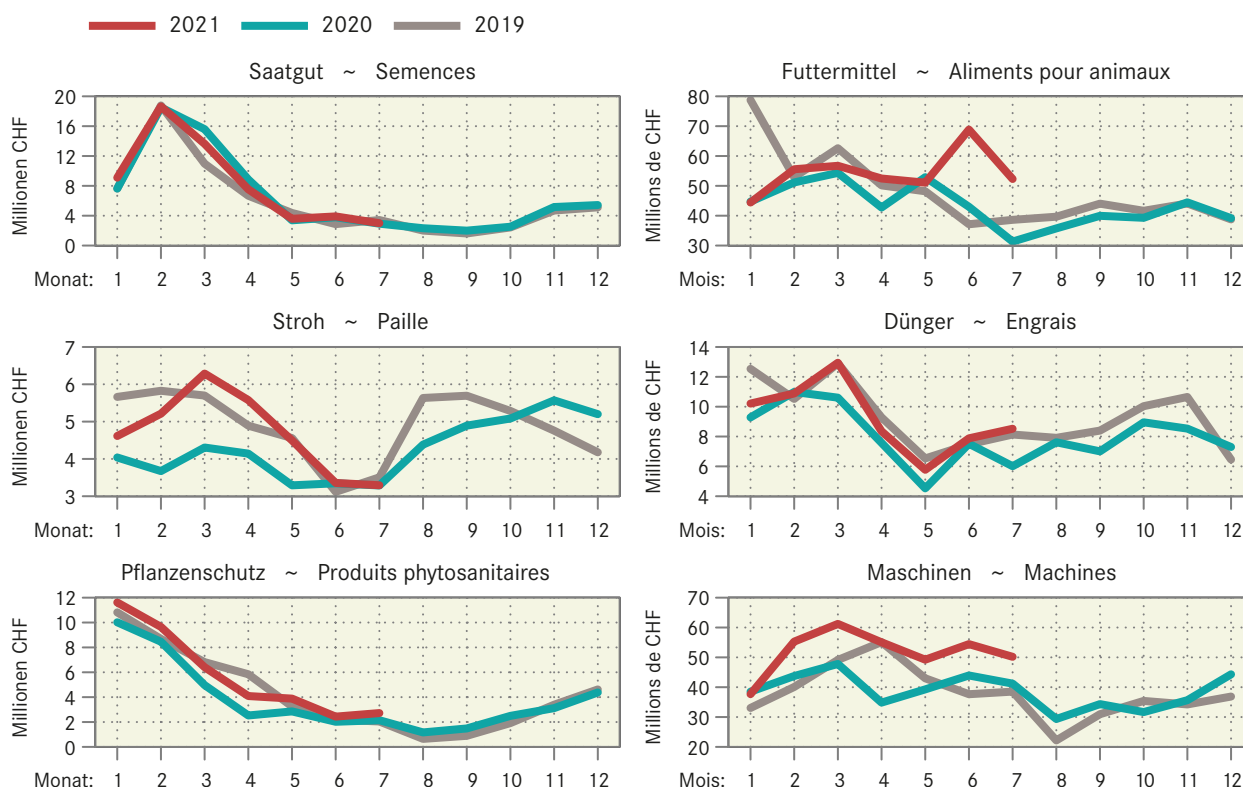 2021 2020 2019
Saatgut ~ Semences
Millionen CHF
20
16
12
8
4
0
Monat: 1 2 3 4 5 6 7 8 9 10 11 12
Futtermittel ~ Aliments pour animaux
Millions de CHF
80
70
60
50
40
30
Mois: 1 2 3 4 5 6 7 8 9 10 11 12
Stroh ~ Paille
Millionen CHF
7
6
5
4
3
Monat: 1 2 3 4 5 6 7 8 9 10 11 12
Dünger ~ Engrais
Millions de CHF
14
12
10
8
6
4
Mois: 1 2 3 4 5 6 7 8 9 10 11 12
Pflanzenschutz ~ Produits phytosanitaires
Millionen CHF
12
10
8
6
4
2
0
Monat: 1 2 3 4 5 6 7 8 9 10 11 12
Maschinen ~ Machines
Millions de CHF
70
60
50
40
30
20
Mois: 1 2 3 4 5 6 7 8 9 10 11 12